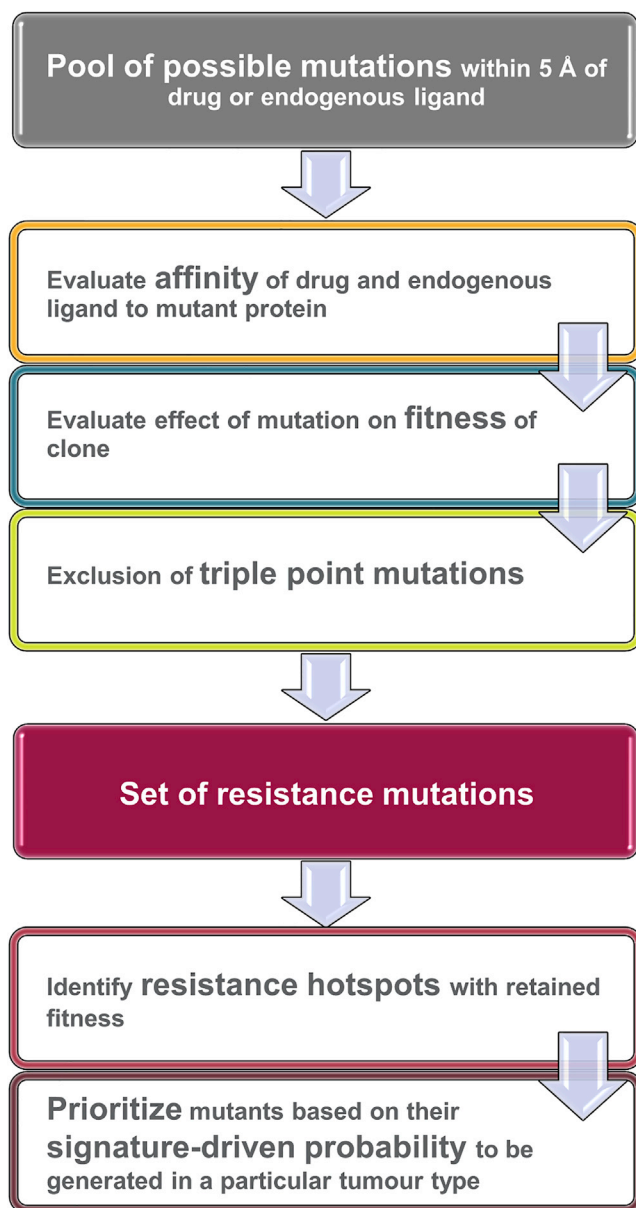 Pool of possible mutations within 5 Å of
drug or endogenous ligand
Evaluate affinity of drug and endogenous
ligand to mutant protein
Evaluate effect of mutation on fitness of
clone
Exclusion of triple point mutations
Set of resistance mutations
Identify resistance hotspots with retained
fitness
Prioritize mutants based on their
signature-driven probability to be
generated in a particular tumour type